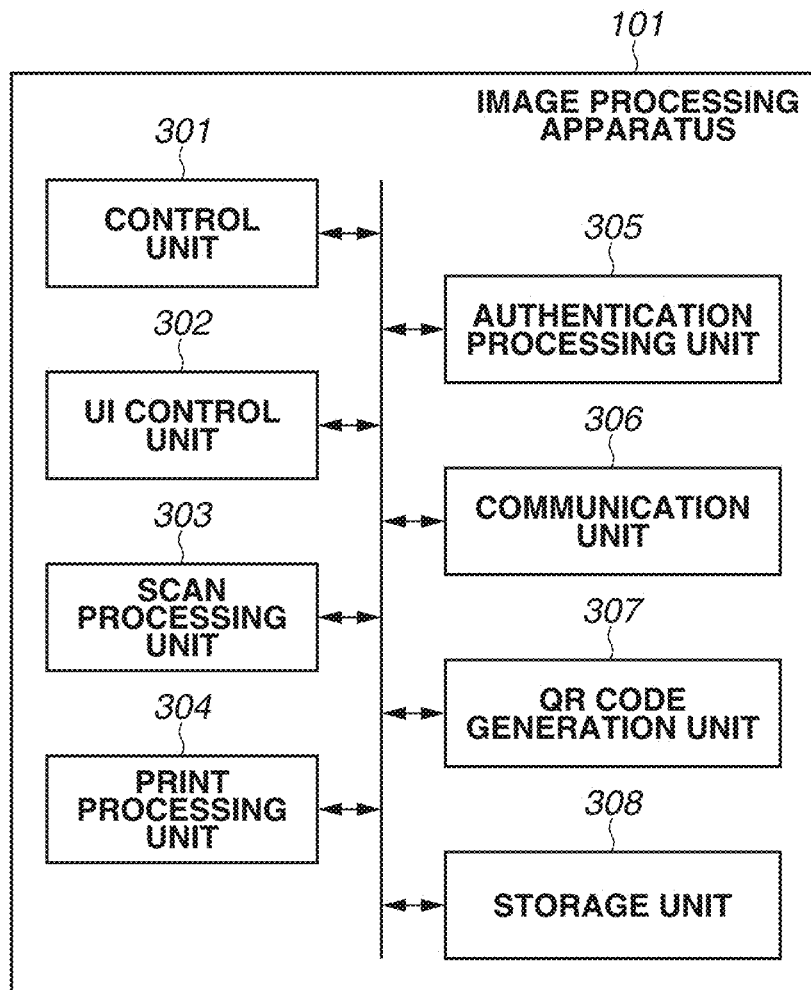 101
IMAGE PROCESSING
APPARATUS
301
CONTROL
UNIT
302
UI CONTROL
UNIT
303
SCAN
PROCESSING
UNIT
304
PRINT
PROCESSING
UNIT
305
AUTHENTICATION
PROCESSING UNIT
306
COMMUNICATION
UNIT
307
QR CODE
GENERATION UNIT
308
STORAGE UNIT